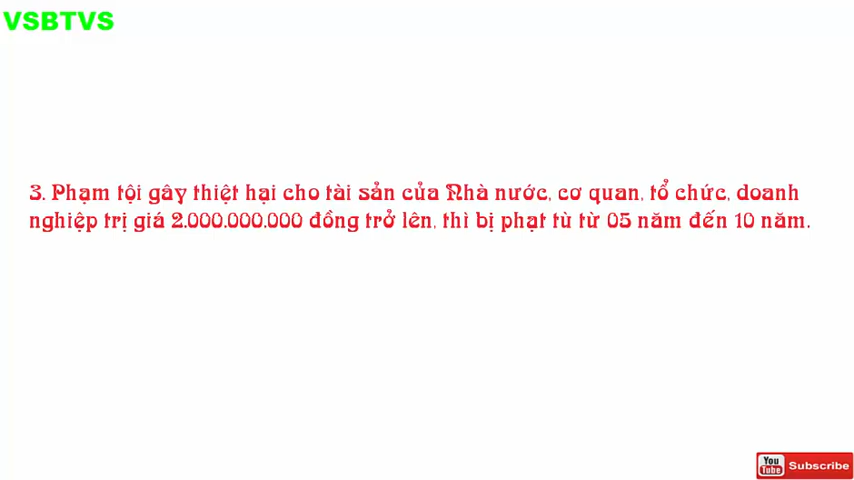 VSBTVS
3. Phạm tội gây thiệt hại cho tài sản của Nhà nước, cơ quan, tổ chức, doanh
nghiệp trị giá 2.000.000.000 đồng trở lên, thì bị phạt tù từ 05 năm đến 10 năm.
You
Tube Subscribe